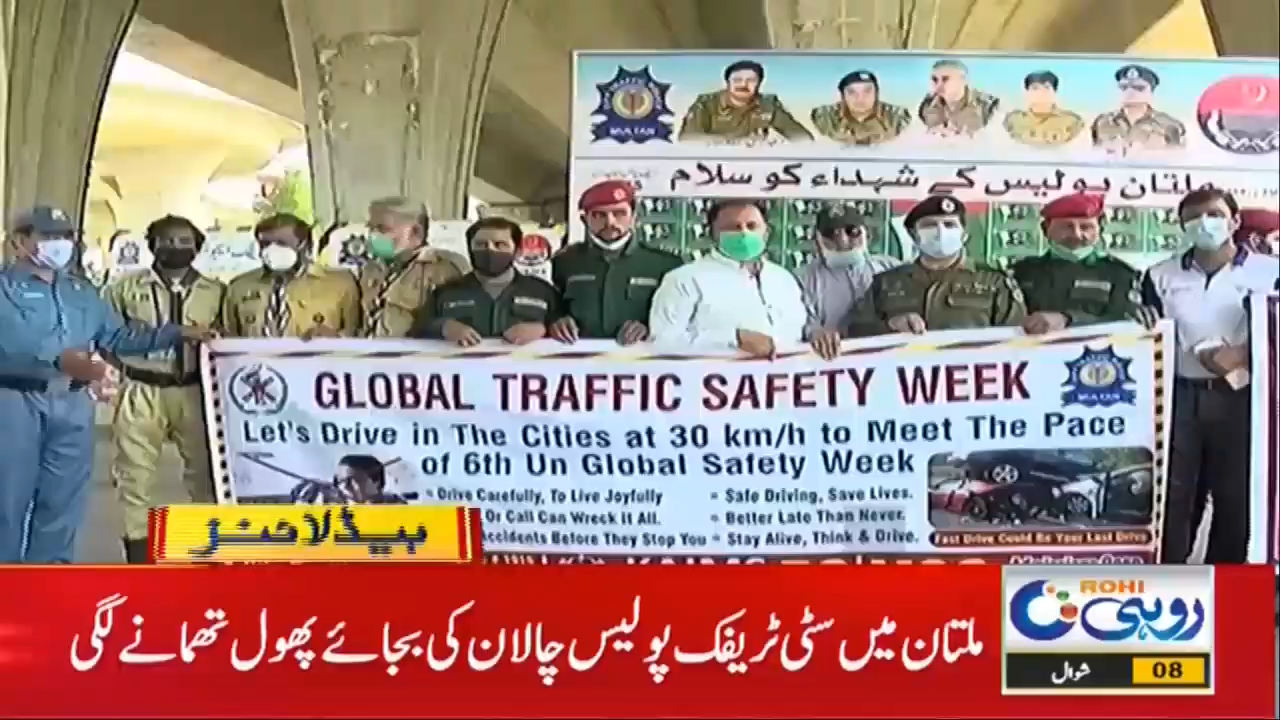 MULTAN
ملتان پولیس کے شہداء کو سلام
GLOBAL TRAFFIC SAFETY WEEK
MULTAN
Let's Drive in The Cities at 30 km/h to Meet The Pace
of 6th Un Global Safety Week
Drive Carefully, To Live Joyfully
Safe Driving, Save Lives.
Or Call Can Wreck it All.
Better Late Than Never.
Accidents Before They Stop You
Stay Alive, Think & Drive.
Fast Drive Could Be Your Last Drive
ہیڈلائنز
ملتان میں سٹی ٹریفک پولیس چالان کی بجائے پھول تھمانے لگی
ROHI
روہی
شوال
08